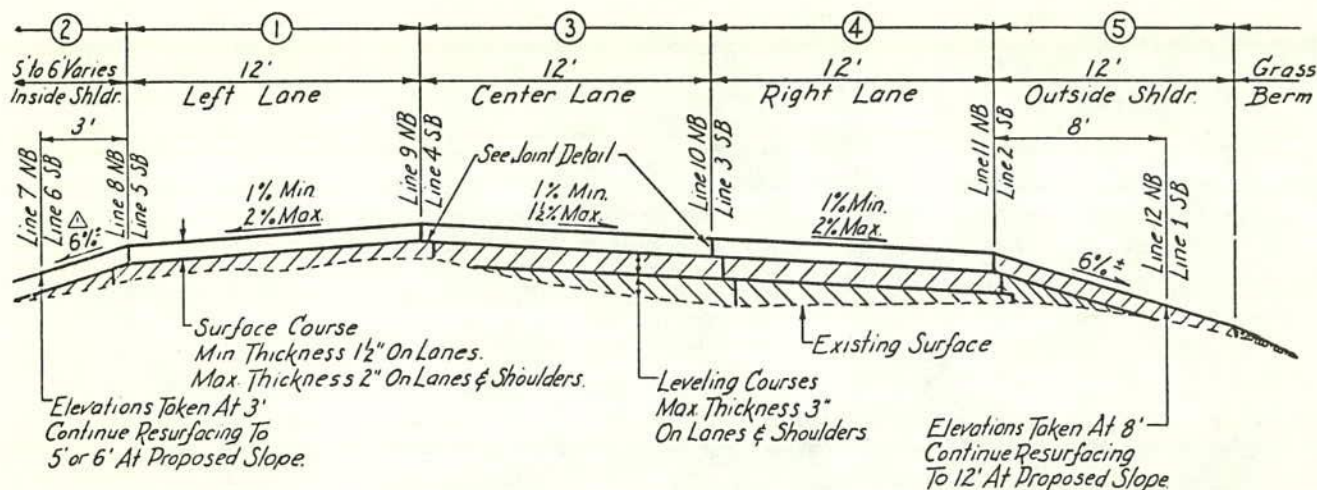 ② ① ③ ④ ⑤
5' to 6' Varies 12' 12' 12' 12' Grass
Inside Shldr. Left Lane Center Lane Right Lane Outside Shldr. Berm
3' 8'
Line 7 NB
Line 6 SB
Line 8 NB
Line 5 SB
Line 9 NB
Line 4 SB
See Joint Detail
Line 10 NB
Line 3 SB
Line 11 NB
Line 2 SB
Line 12 NB
Line 1 SB
6%±
1% Min.
2% Max.
1% Min.
1½% Max.
1% Min.
2% Max.
6%±
Surface Course
Min Thickness 1½" On Lanes.
Max. Thickness 2" On Lanes & Shoulders.
Existing Surface
Leveling Courses
Max. Thickness 3"
On Lanes & Shoulders
Elevations Taken At 3'
Continue Resurfacing To
5' or 6' At Proposed Slope.
Elevations Taken At 8'
Continue Resurfacing
To 12' At Proposed Slope.